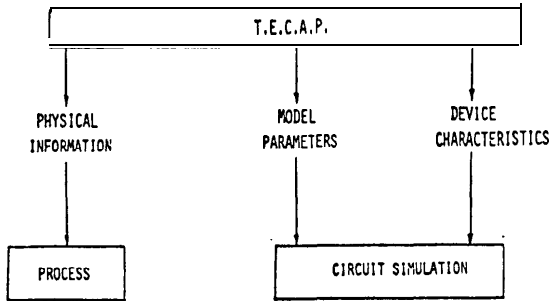 T.E.C.A.P.
PHYSICAL
INFORMATION
MODEL
PARAMETERS
DEVICE
CHARACTERISTICS
PROCESS
CIRCUIT SIMULATION